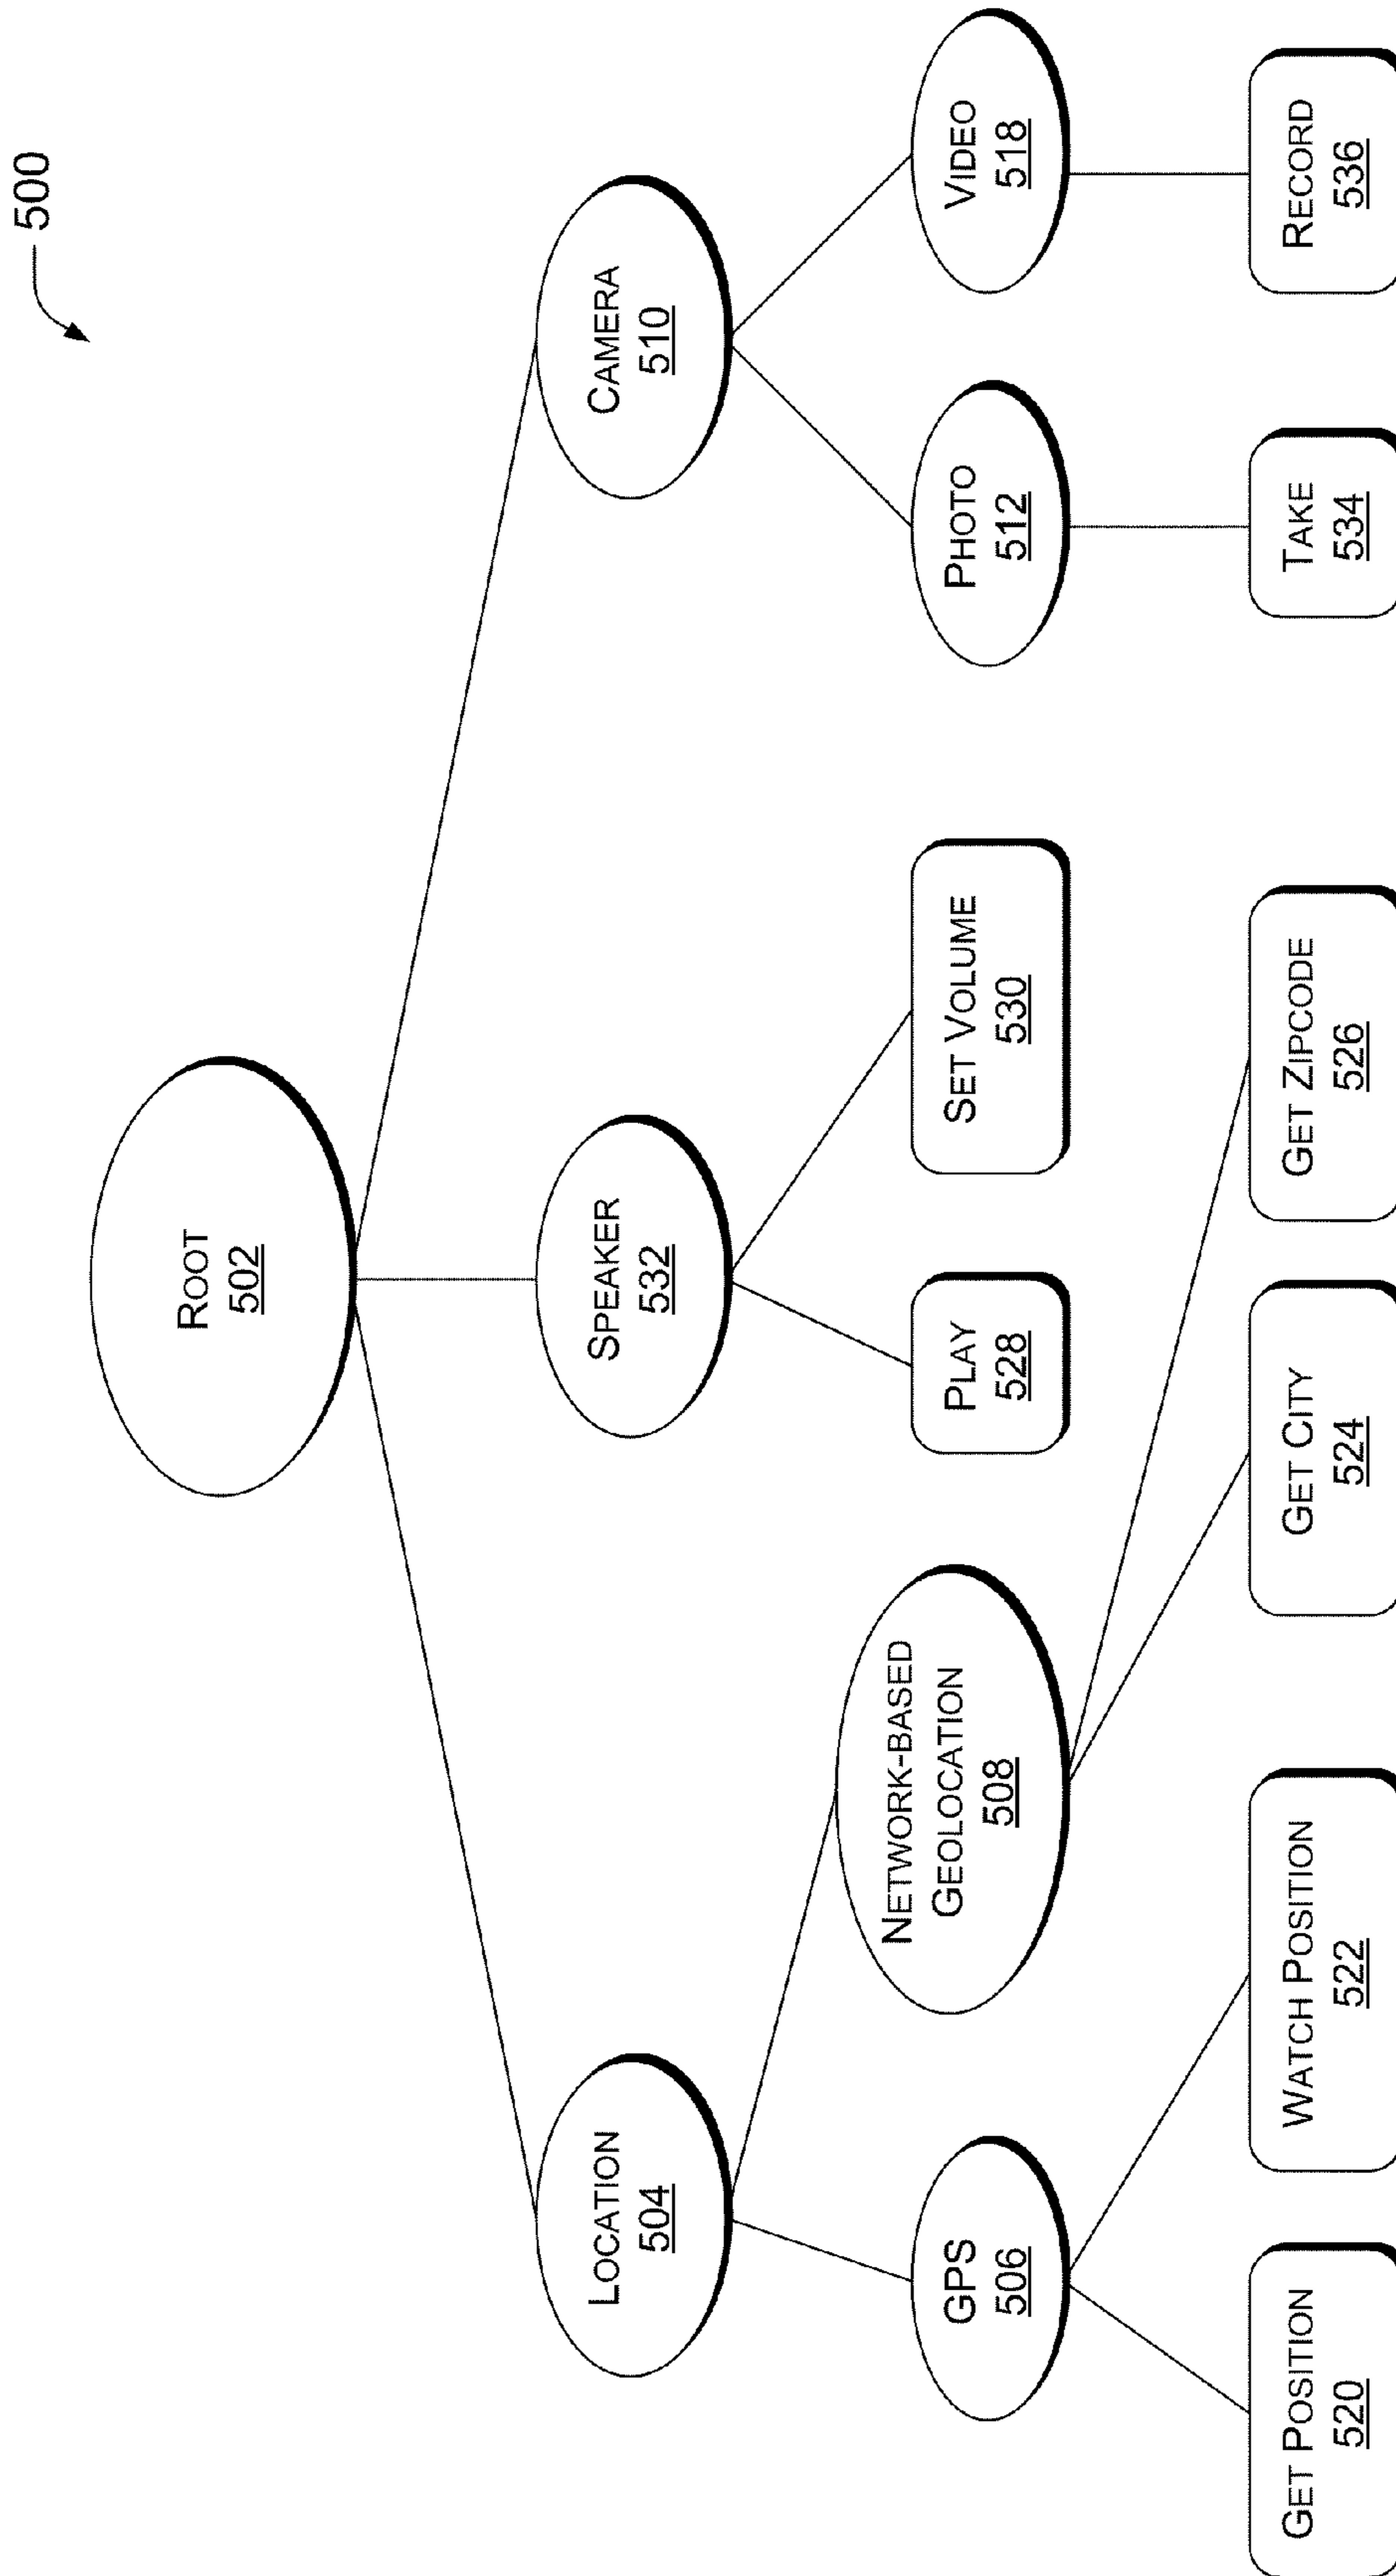 500
ROOT
502
LOCATION
504
SPEAKER
532
CAMERA
510
GPS
506
NETWORK-BASED
GEOLOCATION
508
PLAY
528
SET VOLUME
530
PHOTO
512
VIDEO
518
GET POSITION
520
WATCH POSITION
522
GET CITY
524
GET ZIPCODE
526
TAKE
534
RECORD
536